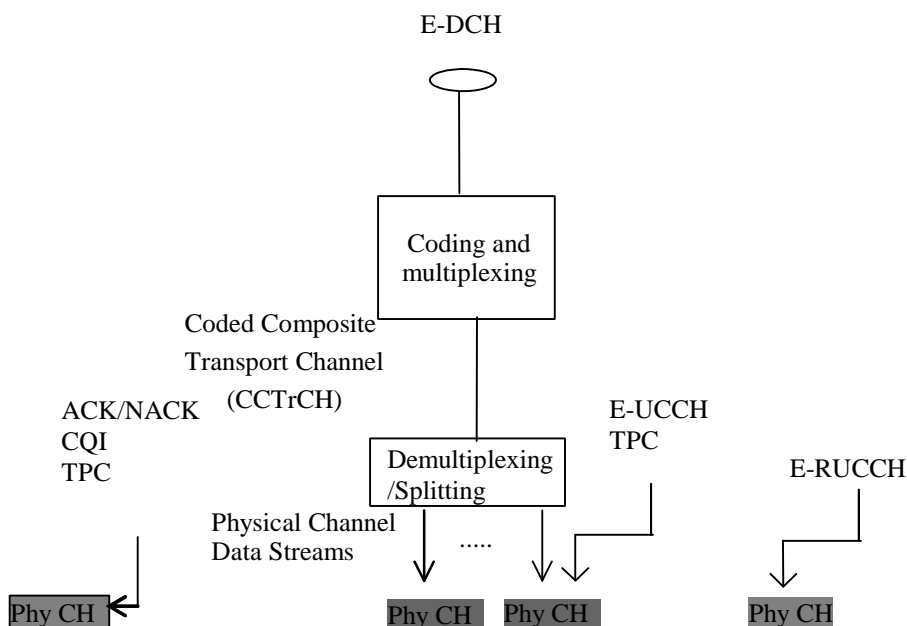 E-DCH
Coding and
multiplexing
Coded Composite
Transport Channel
(CCTrCH)
ACK/NACK
CQI
TPC
E-UCCH
TPC
Demultiplexing
/Splitting
E-RUCCH
Physical Channel
Data Streams
.....
Phy CH
Phy CH
Phy CH
Phy CH